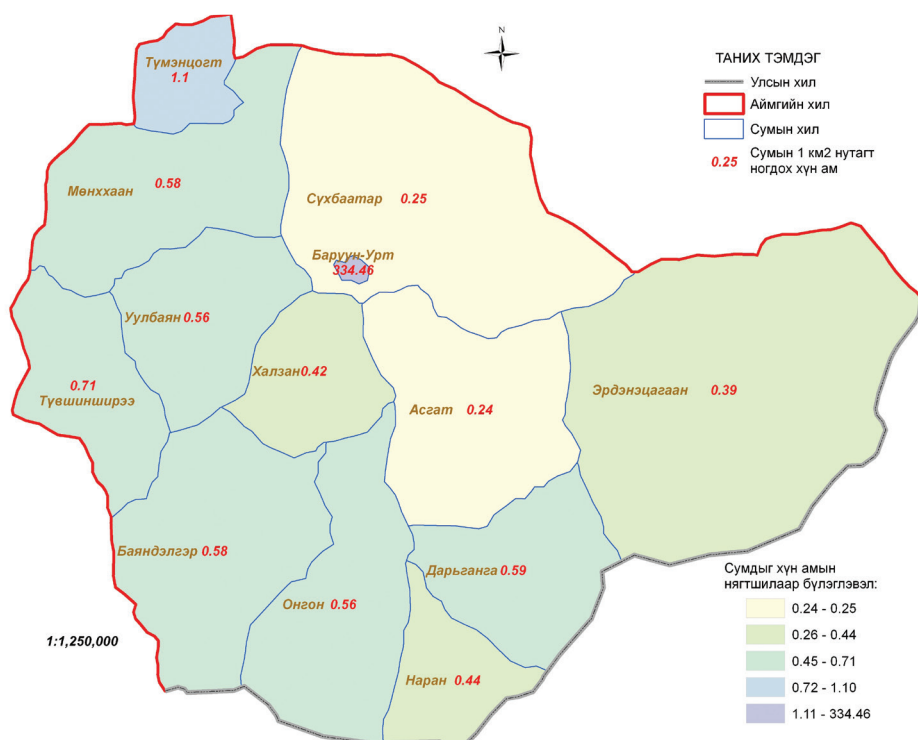 N
Түмэнцогт
1.1
ТАНИХ ТЭМДЭГ
Улсын хил
Аймгийн хил
Сумын хил
0.25 Сумын 1 км2 нутагт
ногдох хүн ам
Мөнххаан 0.58
Сүхбаатар 0.25
Баруун-Урт
334.46
Уулбаян 0.56
Халзан 0.42
0.71
Түвшинширээ
Асгат 0.24
Эрдэнэцагаан 0.39
Баяндэлгэр 0.58
Онгон 0.56
Дарьганга 0.59
Наран 0.44
1:1,250,000
Сумдыг хүн амын
нягтшилаар бүлэглэвэл:
0.24 - 0.25
0.26 - 0.44
0.45 - 0.71
0.72 - 1.10
1.11 - 334.46